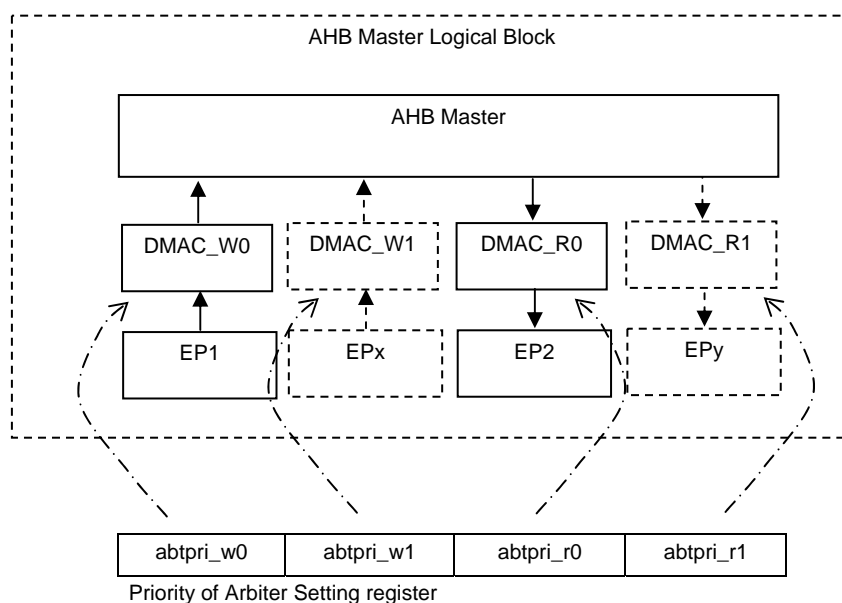 AHB Master Logical Block
AHB Master
DMAC_W0 DMAC_W1 DMAC_R0 DMAC_R1
EP1 EPx EP2 EPy
abtpri_w0 abtpri_w1 abtpri_r0 abtpri_r1
Priority of Arbiter Setting register